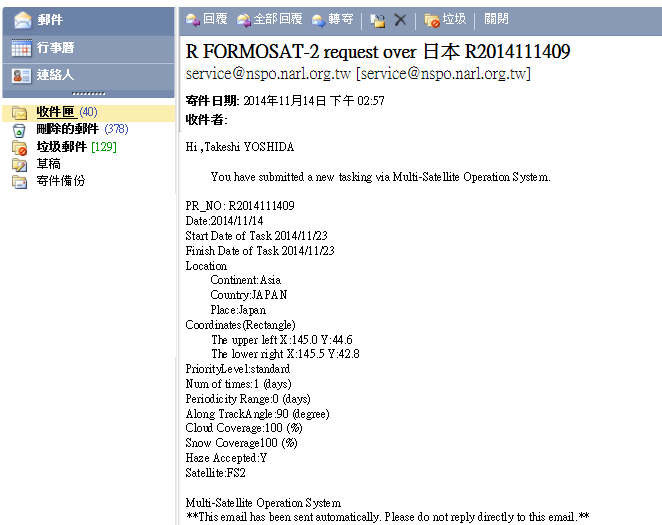 郵件
行事曆
連絡人
收件匣 (40)
刪除的郵件 (378)
垃圾郵件 [129]
草稿
寄件備份
回覆 全部回覆 轉寄 垃圾 關閉
R FORMOSAT-2 request over 日本 R2014111409
service@nspo.narl.org.tw [service@nspo.narl.org.tw]
寄件日期: 2014年11月14日 下午 02:57
收件者:
Hi ,Takeshi YOSHIDA
You have submitted a new tasking via Multi-Satellite Operation System.
PR_NO: R2014111409
Date:2014/11/14
Start Date of Task 2014/11/23
Finish Date of Task 2014/11/23
Location
Continent:Asia
Country:JAPAN
Place:Japan
Coordinates(Rectangle)
The upper left X:145.0 Y:44.6
The lower right X:145.5 Y:42.8
PriorityLevel:standard
Num of times:1 (days)
Periodicity Range:0 (days)
Along TrackAngle:90 (degree)
Cloud Coverage:100 (%)
Snow Coverage100 (%)
Haze Accepted:Y
Satellite:FS2
Multi-Satellite Operation System
**This email has been sent automatically. Please do not reply directly to this email.**